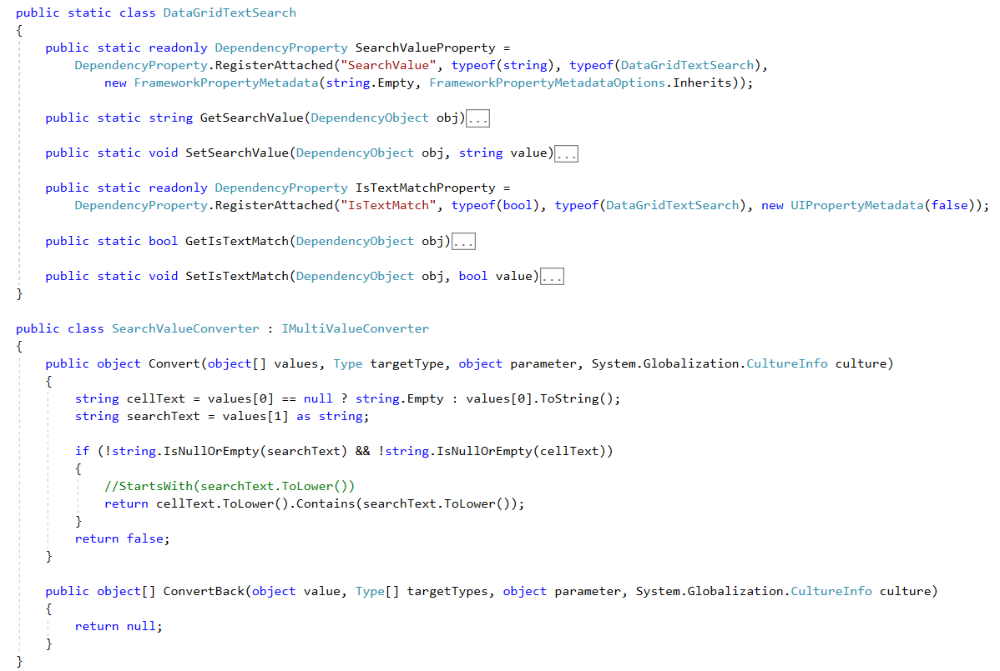 public static class DataGridTextSearch
{
    public static readonly DependencyProperty SearchValueProperty =
        DependencyProperty.RegisterAttached("SearchValue", typeof(string), typeof(DataGridTextSearch),
            new FrameworkPropertyMetadata(string.Empty, FrameworkPropertyMetadataOptions.Inherits));
    public static string GetSearchValue(DependencyObject obj)...
    public static void SetSearchValue(DependencyObject obj, string value)...
    public static readonly DependencyProperty IsTextMatchProperty =
        DependencyProperty.RegisterAttached("IsTextMatch", typeof(bool), typeof(DataGridTextSearch), new UIPropertyMetadata(false));
    public static bool GetIsTextMatch(DependencyObject obj)...
    public static void SetIsTextMatch(DependencyObject obj, bool value)...
}
public class SearchValueConverter : IMultiValueConverter
{
    public object Convert(object[] values, Type targetType, object parameter, System.Globalization.CultureInfo culture)
    {
        string cellText = values[0] == null ? string.Empty : values[0].ToString();
        string searchText = values[1] as string;
        if (!string.IsNullOrEmpty(searchText) && !string.IsNullOrEmpty(cellText))
        {
            //StartsWith(searchText.ToLower())
            return cellText.ToLower().Contains(searchText.ToLower());
        }
        return false;
    }
    public object[] ConvertBack(object value, Type[] targetTypes, object parameter, System.Globalization.CultureInfo culture)
    {
        return null;
    }
}